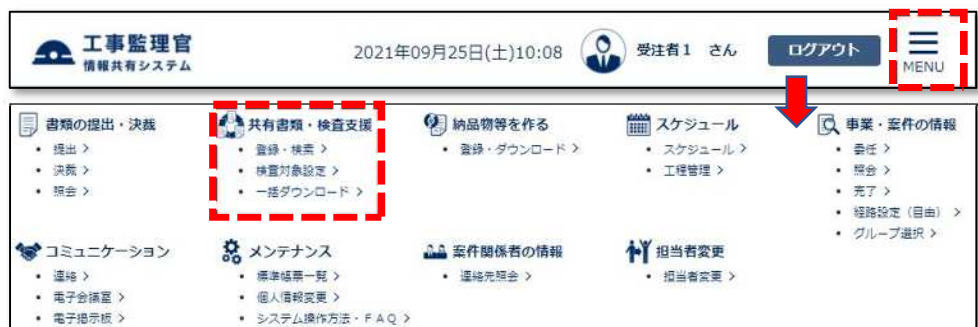 工事監理官
情報共有システム
2021年09月25日(土)10:08
受注者1 さん
ログアウト
MENU
書類の提出・決裁
・ 提出 >
・ 決裁 >
・ 照会 >
共有書類・検査支援
・ 登録・検索 >
・ 検査対象設定 >
・ 一括ダウンロード >
納品物等を作る
・ 登録・ダウンロード >
スケジュール
・ スケジュール >
・ 工程管理 >
事業・案件の情報
・ 委任 >
・ 照会 >
・ 完了 >
・ 経路設定（自由） >
・ グループ選択 >
コミュニケーション
・ 連絡 >
・ 電子会議室 >
・ 電子掲示板 >
メンテナンス
・ 標準帳票一覧 >
・ 個人情報変更 >
・ システム操作方法・FAQ >
案件関係者の情報
・ 連絡先照会 >
担当者変更
・ 担当者変更 >